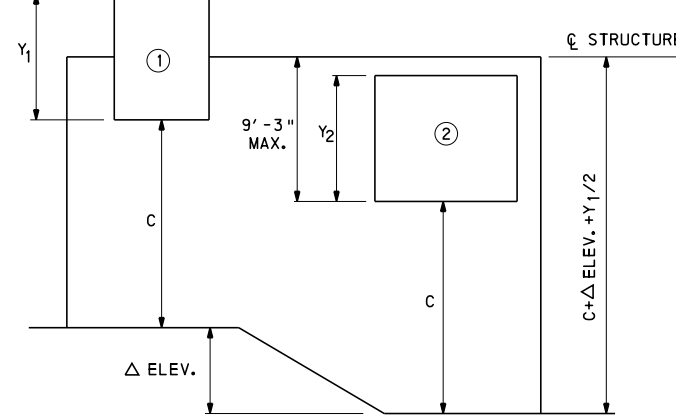 Y1
①
℄ STRUCTURE
9'-3"
MAX.
Y2
②
C
C
C+△ ELEV.+Y1/2
△ ELEV.